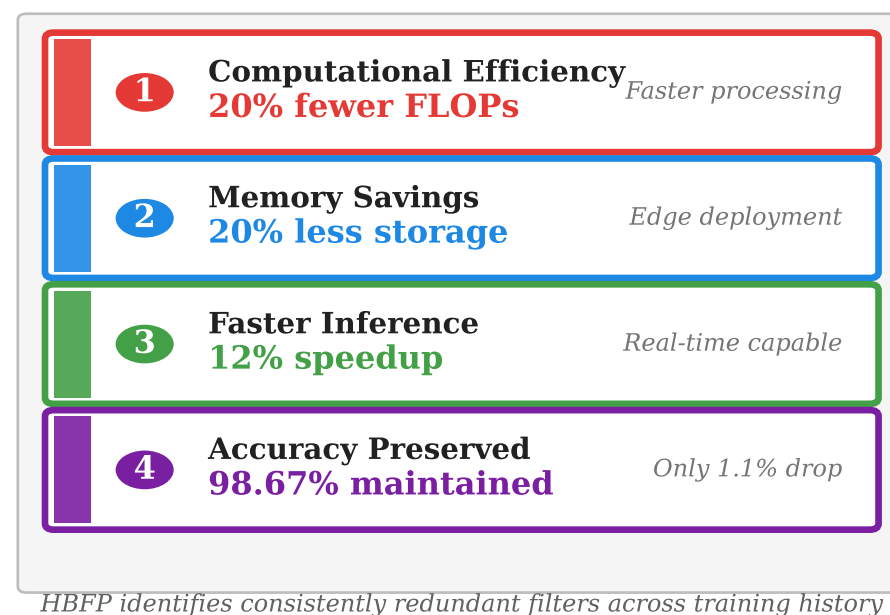 1
Computational Efficiency
20% fewer FLOPs
Faster processing
2
Memory Savings
20% less storage
Edge deployment
3
Faster Inference
12% speedup
Real-time capable
4
Accuracy Preserved
98.67% maintained
Only 1.1% drop
HBFP identifies consistently redundant filters across training history